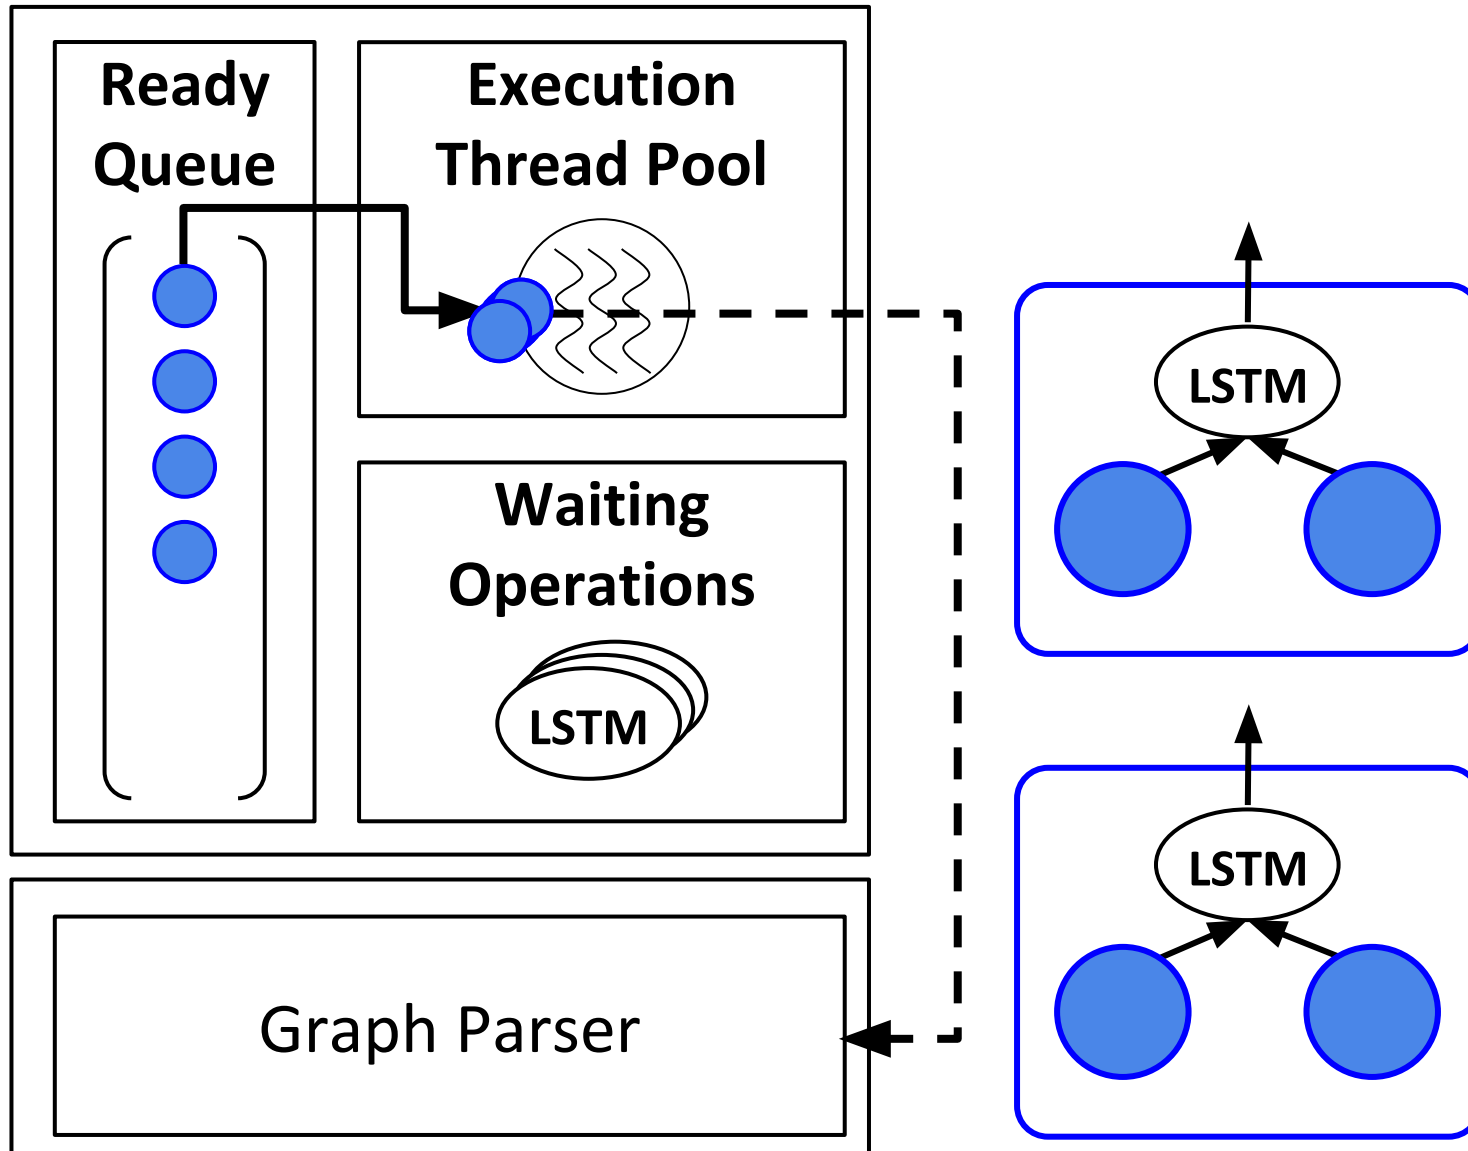 Ready
Queue
Execution
Thread Pool
Waiting
Operations
LSTM
Graph Parser
LSTM
LSTM